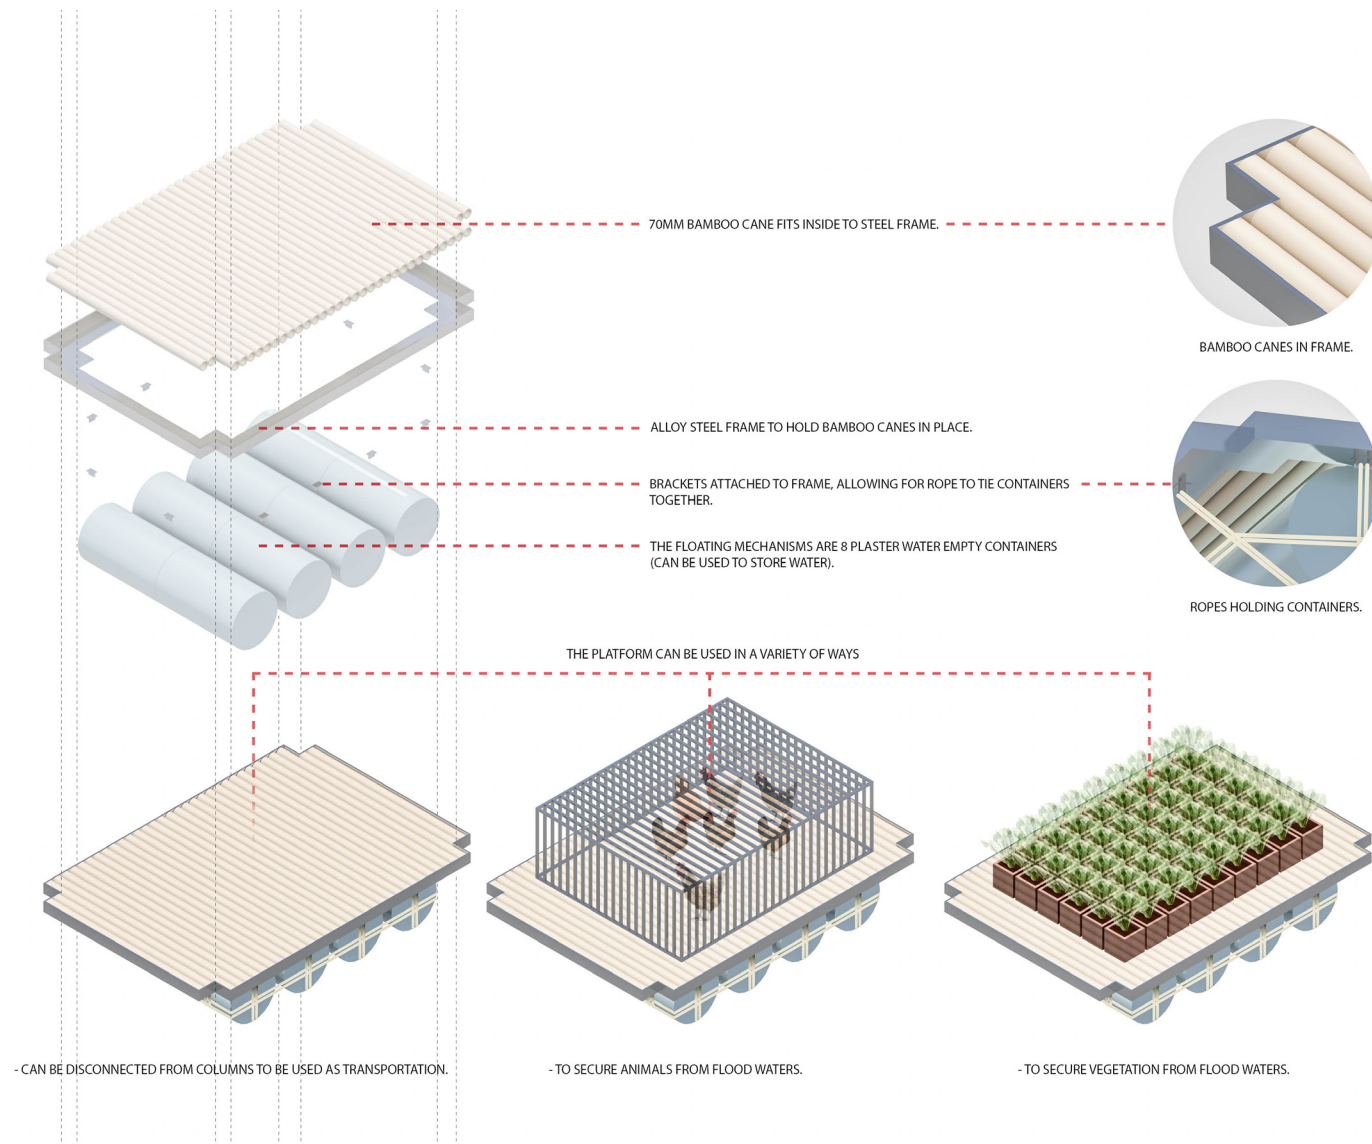 70MM BAMBOO CANE FITS INSIDE TO STEEL FRAME.
BAMBOO CANES IN FRAME.
ALLOY STEEL FRAME TO HOLD BAMBOO CANES IN PLACE.
BRACKETS ATTACHED TO FRAME, ALLOWING FOR ROPE TO TIE CONTAINERS
TOGETHER.
THE FLOATING MECHANISMS ARE 8 PLASTER WATER EMPTY CONTAINERS
(CAN BE USED TO STORE WATER).
ROPES HOLDING CONTAINERS.
THE PLATFORM CAN BE USED IN A VARIETY OF WAYS
- CAN BE DISCONNECTED FROM COLUMNS TO BE USED AS TRANSPORTATION.
- TO SECURE ANIMALS FROM FLOOD WATERS.
- TO SECURE VEGETATION FROM FLOOD WATERS.